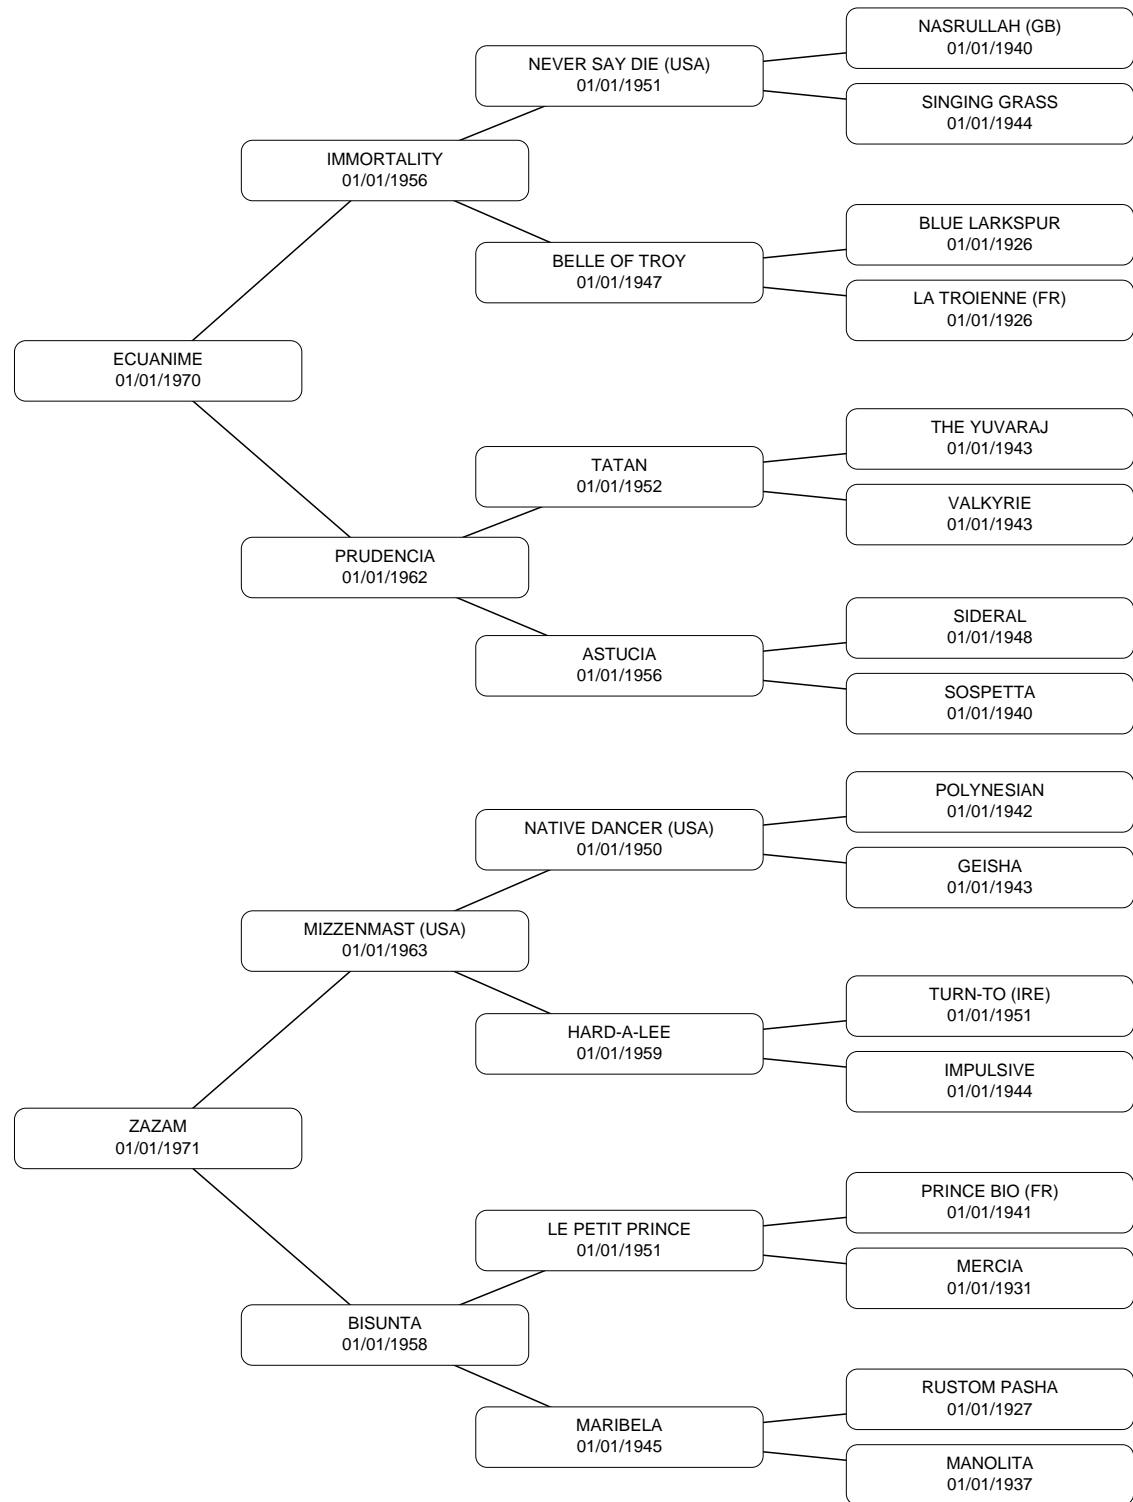 NASRULLAH (GB)
01/01/1940
NEVER SAY DIE (USA)
01/01/1951
SINGING GRASS
01/01/1944
IMMORTALITY
01/01/1956
BLUE LARKSPUR
01/01/1926
BELLE OF TROY
01/01/1947
LA TROIENNE (FR)
01/01/1926
ECUANIME
01/01/1970
THE YUVARAJ
01/01/1943
TATAN
01/01/1952
VALKYRIE
01/01/1943
PRUDENCIA
01/01/1962
SIDERAL
01/01/1948
ASTUCIA
01/01/1956
SOSPETTA
01/01/1940
POLYNESIAN
01/01/1942
NATIVE DANCER (USA)
01/01/1950
GEISHA
01/01/1943
MIZZENMAST (USA)
01/01/1963
TURN-TO (IRE)
01/01/1951
HARD-A-LEE
01/01/1959
IMPULSIVE
01/01/1944
ZAZAM
01/01/1971
PRINCE BIO (FR)
01/01/1941
LE PETIT PRINCE
01/01/1951
MERCIA
01/01/1931
BISUNTA
01/01/1958
RUSTOM PASHA
01/01/1927
MARIBELA
01/01/1945
MANOLITA
01/01/1937